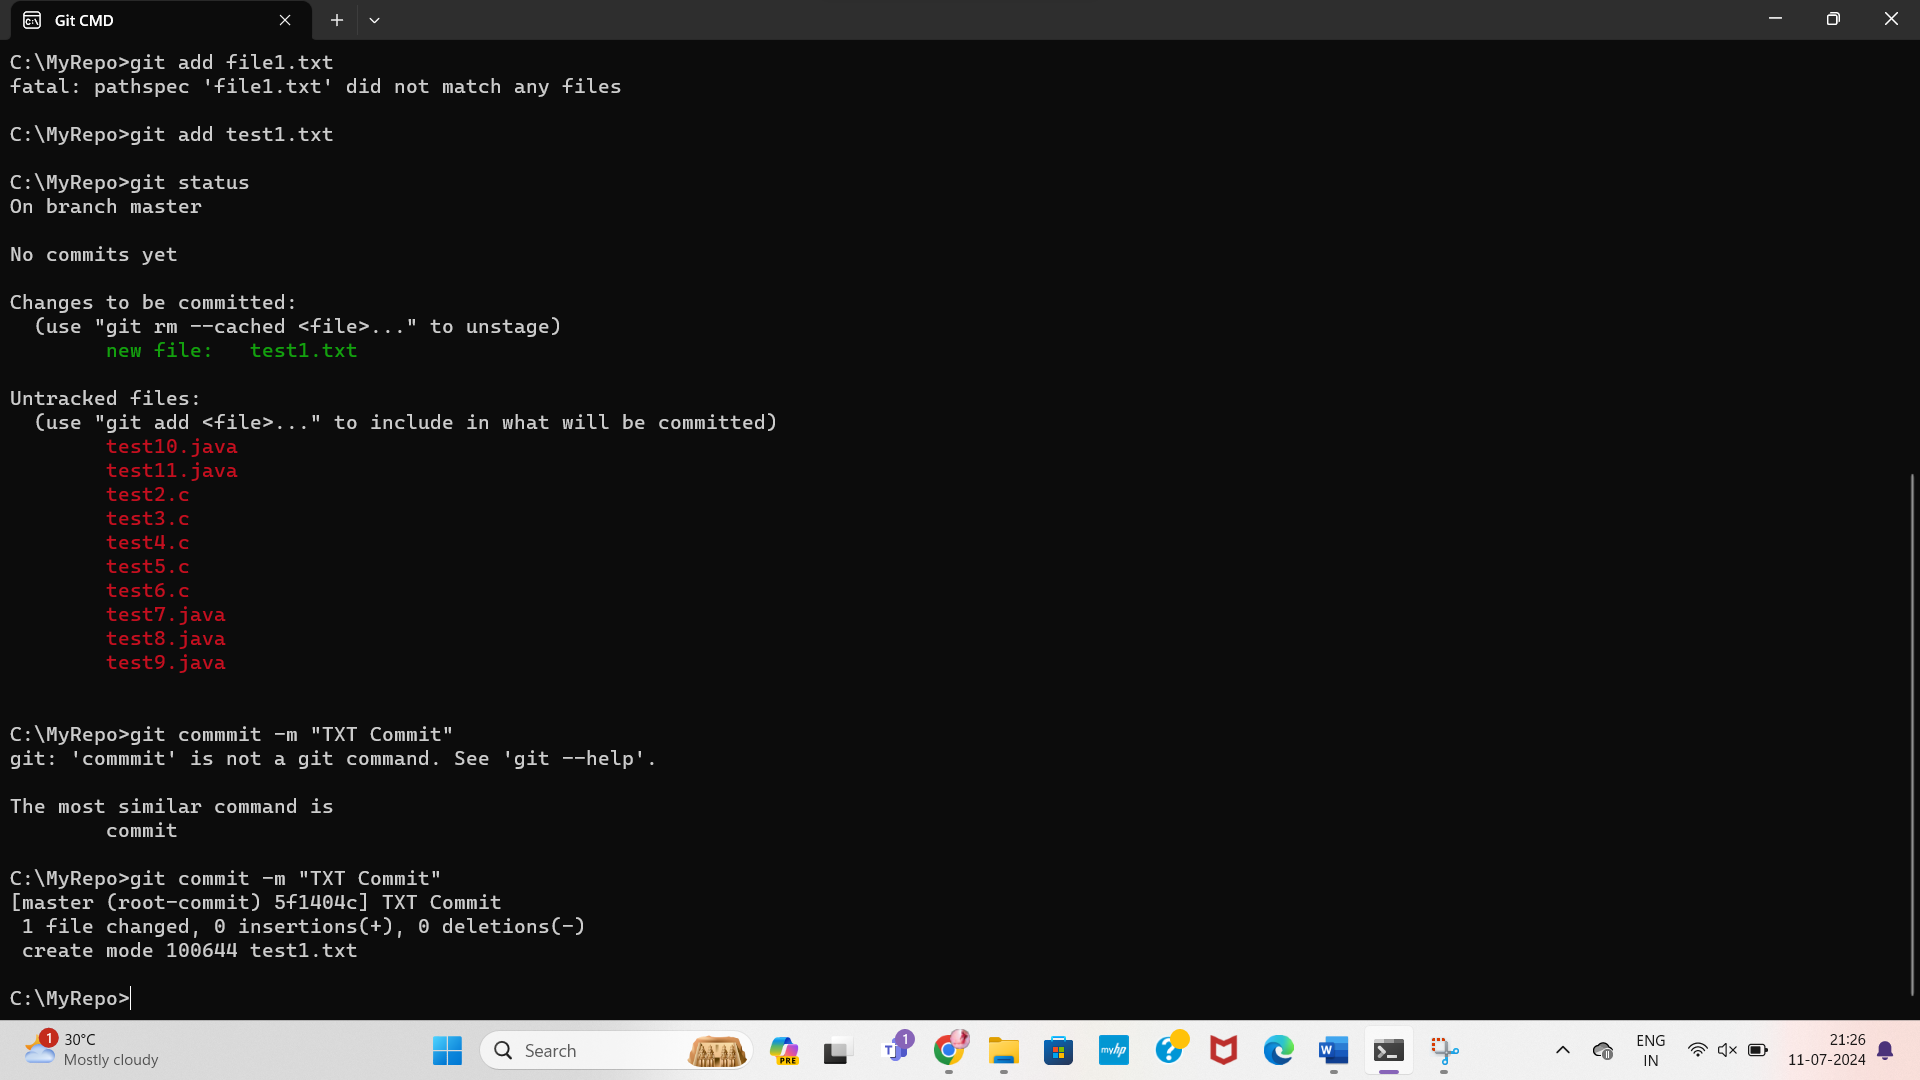 Git CMD
C:\MyRepo>git add file1.txt
fatal: pathspec 'file1.txt' did not match any files
C:\MyRepo>git add test1.txt
C:\MyRepo>git status
On branch master
No commits yet
Changes to be committed:
  (use "git rm --cached <file>..." to unstage)
        new file:   test1.txt
Untracked files:
  (use "git add <file>..." to include in what will be committed)
        test10.java
        test11.java
        test2.c
        test3.c
        test4.c
        test5.c
        test6.c
        test7.java
        test8.java
        test9.java
C:\MyRepo>git commmit -m "TXT Commit"
git: 'commmit' is not a git command. See 'git --help'.
The most similar command is
        commit
C:\MyRepo>git commit -m "TXT Commit"
[master (root-commit) 5f1404c] TXT Commit
 1 file changed, 0 insertions(+), 0 deletions(-)
 create mode 100644 test1.txt
C:\MyRepo>
1
30°C
Mostly cloudy
Search
PRE
1
myhp
ENG
IN
21:26
11-07-2024